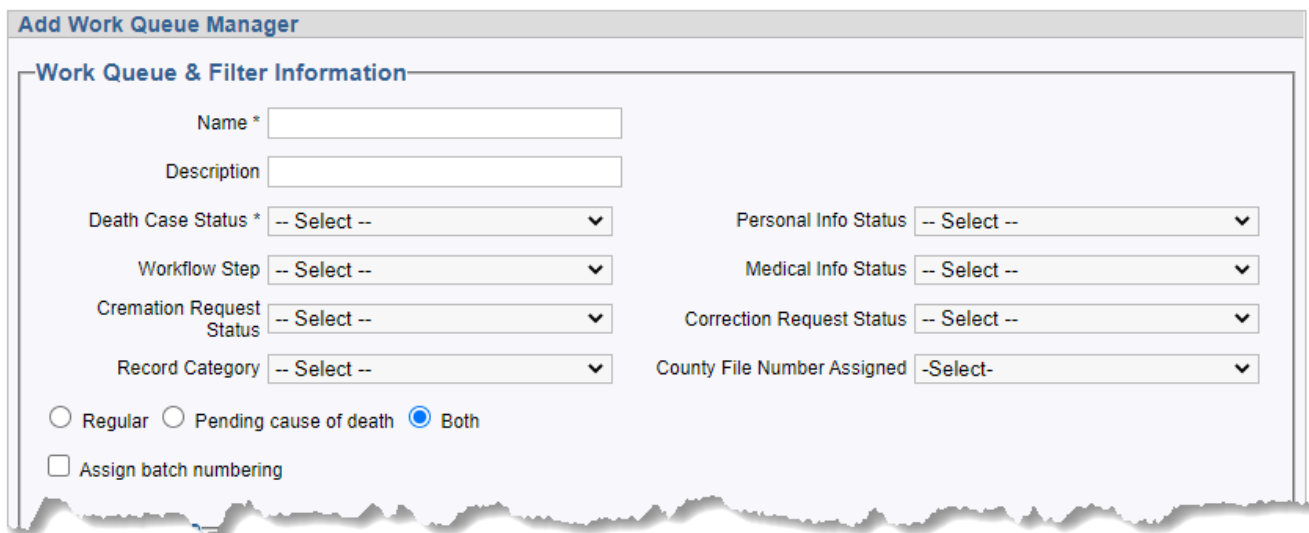 Add Work Queue Manager
Work Queue & Filter Information
Name *
Description
Death Case Status * -- Select -- Personal Info Status -- Select --
Workflow Step -- Select -- Medical Info Status -- Select --
Cremation Request
Status -- Select -- Correction Request Status -- Select --
Record Category -- Select -- County File Number Assigned -Select-
Regular Pending cause of death Both
Assign batch numbering